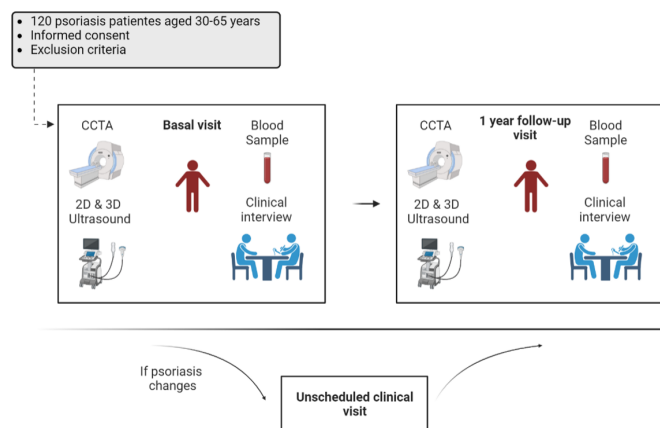 120 psoriasis patientes aged 30-65 years
Informed consent
Exclusion criteria
CCTA
Basal visit
Blood
Sample
2D & 3D
Ultrasound
Clinical
interview
CCTA
1 year follow-up
visit
Blood
Sample
2D & 3D
Ultrasound
Clinical
interview
If psoriasis
changes
Unscheduled clinical
visit